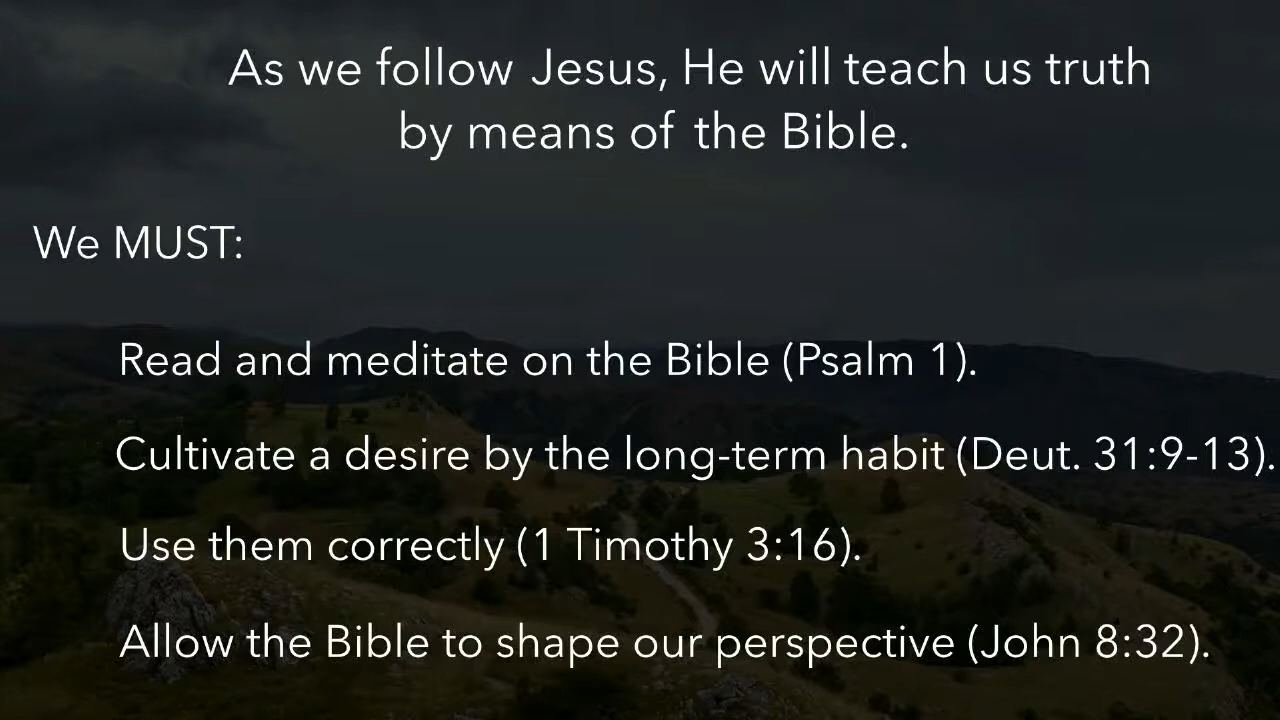 As we follow Jesus, He will teach us truth
by means of the Bible.
We MUST:
Read and meditate on the Bible (Psalm 1).
Cultivate a desire by the long-term habit (Deut. 31:9-13).
Use them correctly (1 Timothy 3:16).
Allow the Bible to shape our perspective (John 8:32).